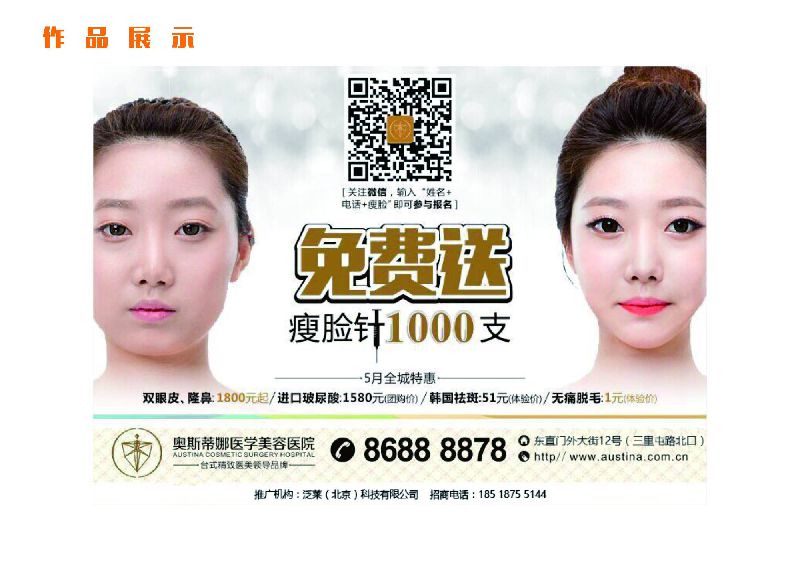 作品展示
[关注微信，输入“姓名+
电话+瘦脸”即可参与报名]
免费送
瘦脸针1000支
5月全城特惠
双眼皮、隆鼻:1800元起/进口玻尿酸:1580元(团购价)/韩国祛斑:51元(体验价)/无痛脱毛:1元(体验价)
奥斯蒂娜医学美容医院
AUSTINA COSMETIC SURGERY HOSPITAL
台式精致医美领导品牌
8688 8878
东直门外大街12号（三里屯路北口）
http// www.austina.com.cn
推广机构：泛莱（北京）科技有限公司 招商电话：185 1875 5144